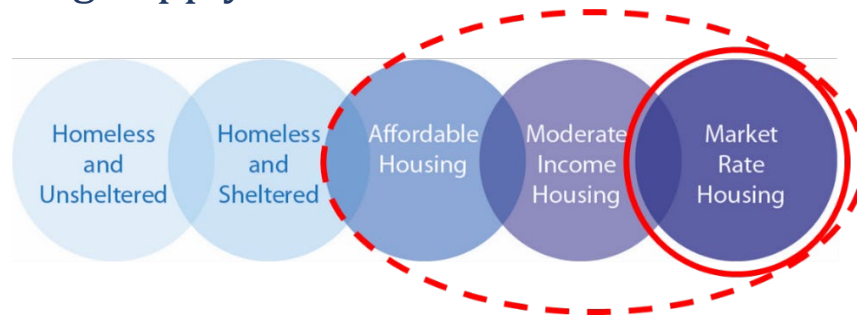 Homeless
and
Unsheltered
Homeless
and
Sheltered
Affordable
Housing
Moderate
Income
Housing
Market
Rate
Housing